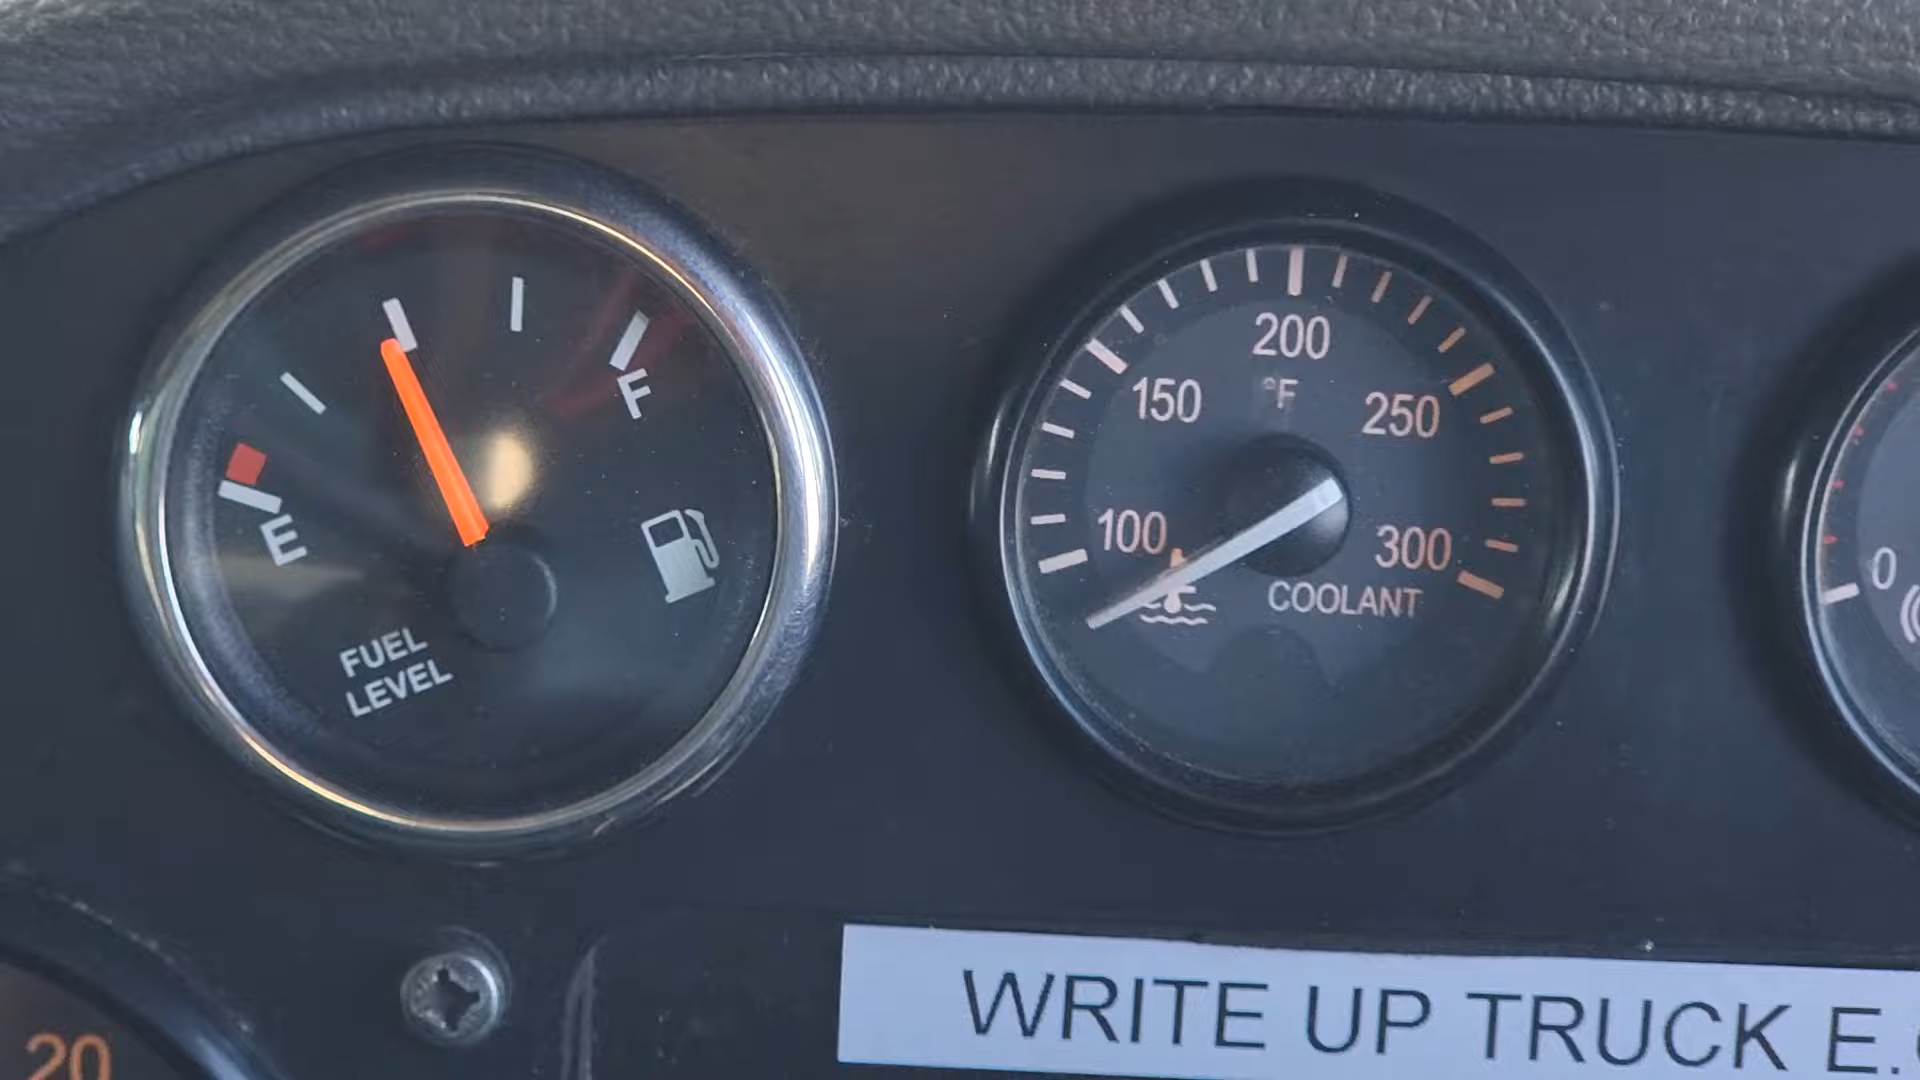 E
F
FUEL
LEVEL
100
150
200
250
300
°F
COOLANT
0
20
WRITE UP TRUCK E.